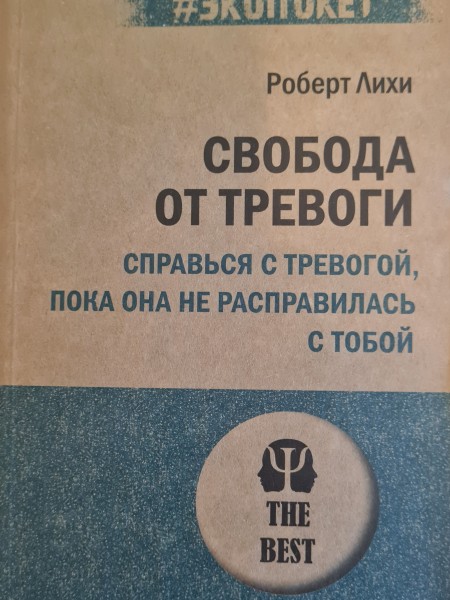 #экопокет
Роберт Лихи
СВОБОДА
ОТ ТРЕВОГИ
СПРАВЬСЯ С ТРЕВОГОЙ,
ПОКА ОНА НЕ РАСПРАВИЛАСЬ
С ТОБОЙ
Ψ
THE
BEST